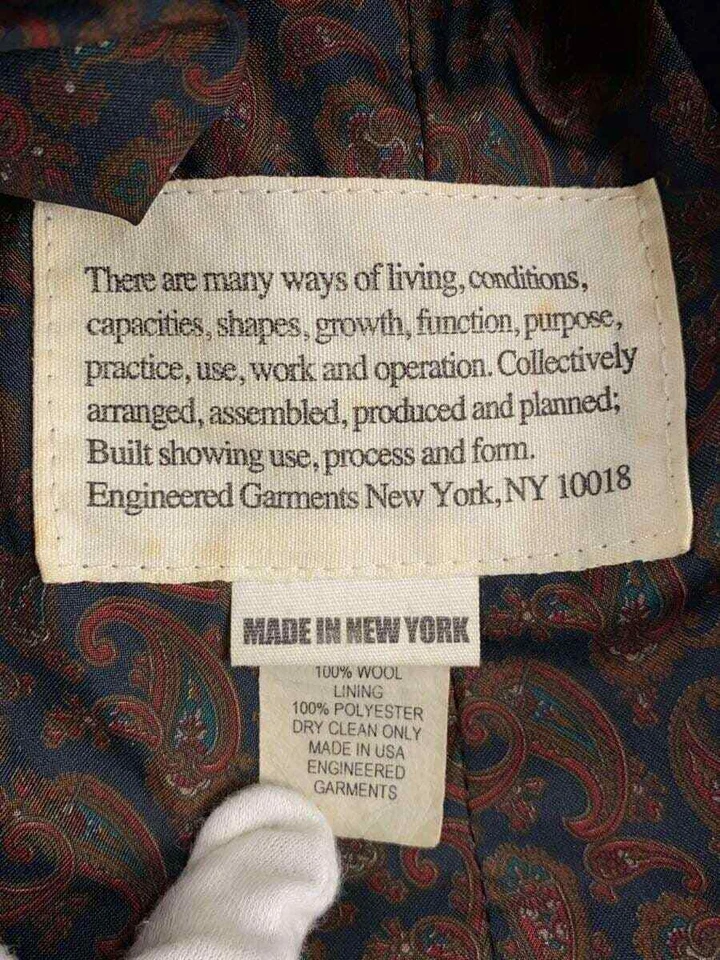 There are many ways of living, conditions,
capacities, shapes, growth, function, purpose,
practice, use, work and operation. Collectively
arranged, assembled, produced and planned;
Built showing use, process and form.
Engineered Garments New York, NY 10018
MADE IN NEW YORK
100% WOOL
LINING
100% POLYESTER
DRY CLEAN ONLY
MADE IN USA
ENGINEERED
GARMENTS